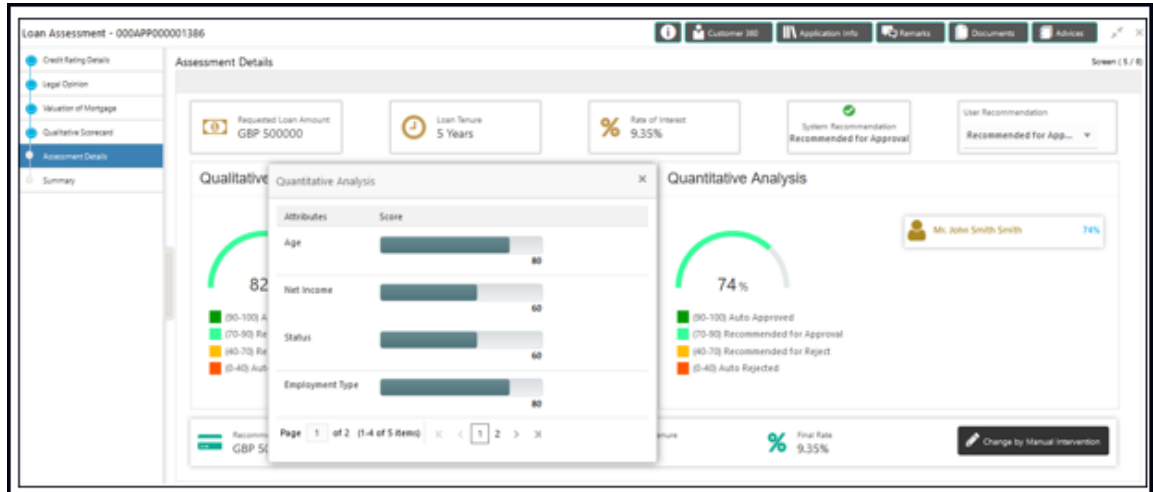 Loan Assessment - 000APP000001386
Customer 360
Application Info
Remarks
Documents
Advices
Credit Rating Details
Legal Opinion
Valuation of Mortgage
Qualitative Scorecard
Assessment Details
Summary
Assessment Details
Screen ( 5 / 8)
Requested Loan Amount
GBP 500000
Loan Tenure
5 Years
Rate of Interest
9.35%
System Recommendation
Recommended for Approval
User Recommendation
Recommended for App...
Qualitative
82
(90-100) A
(70-90) Re
(40-70) Re
(0-40) Aut
Quantitative Analysis
Attributes Score
Age
80
Net Income
60
Status
60
Employment Type
80
Page 1 of 2 (1-4 of 5 items) 1 2
Quantitative Analysis
Mr. John Smith Smith 74%
74 %
(90-100) Auto Approved
(70-90) Recommended for Approval
(40-70) Recommended for Reject
(0-40) Auto Rejected
Recomm
GBP 50
enure
Final Rate
9.35%
Change by Manual Intervention